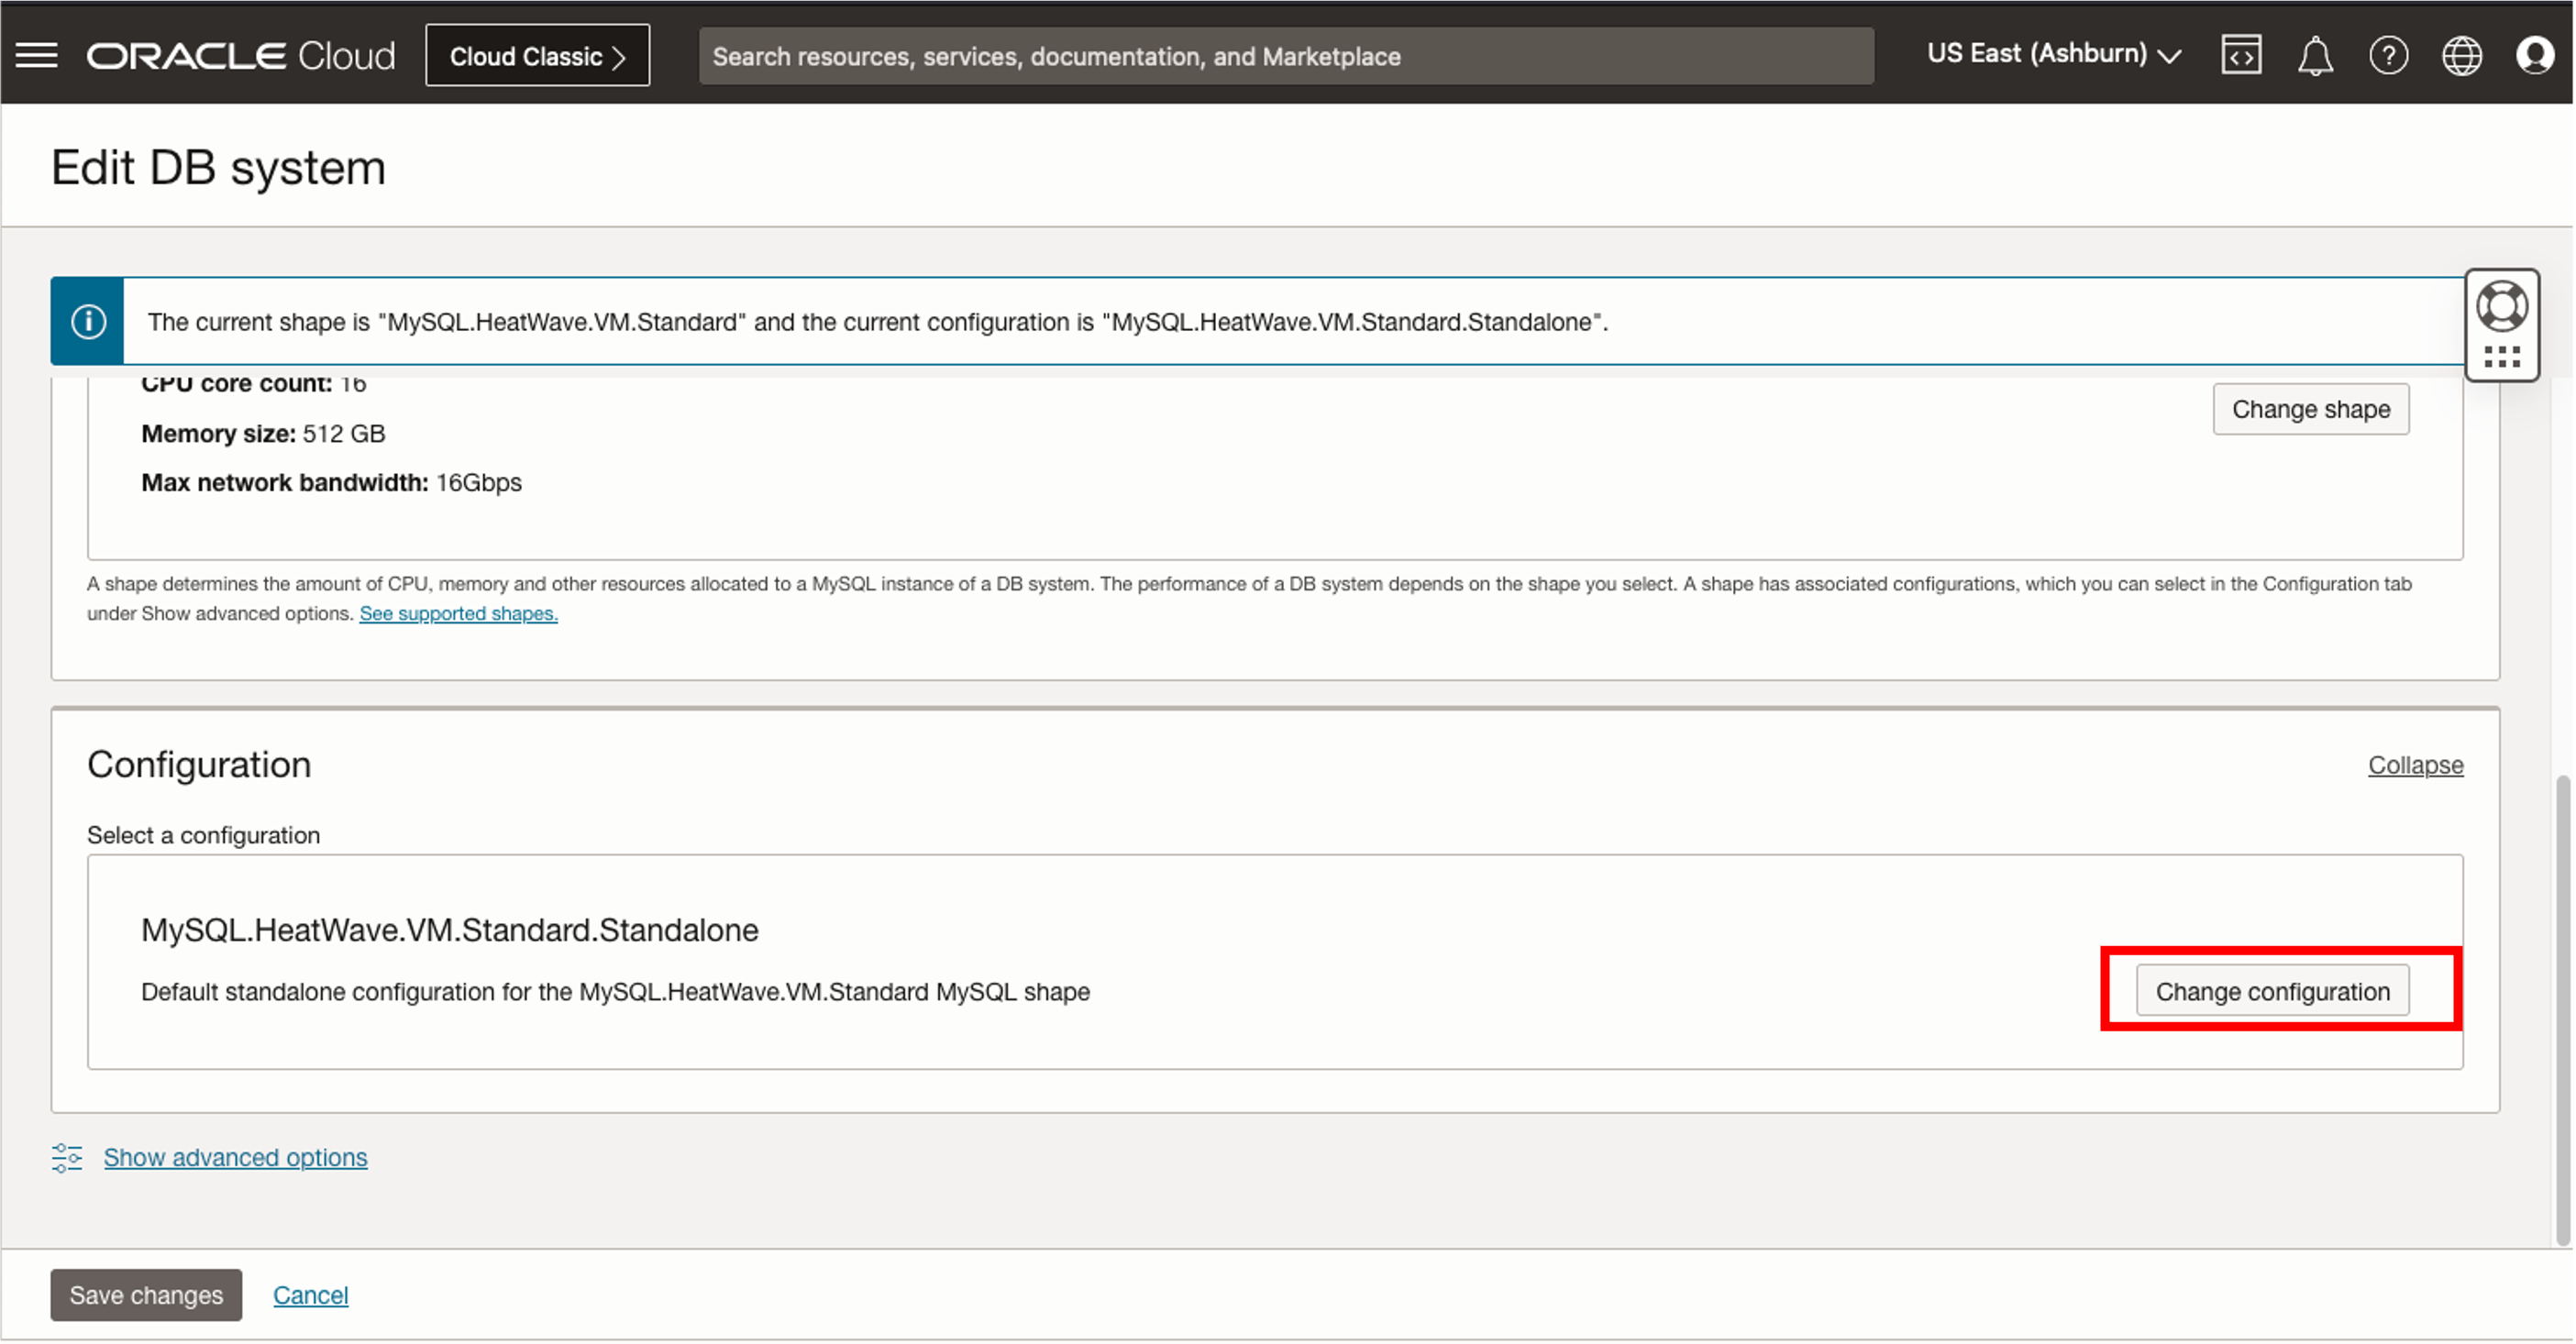 ORACLE Cloud
Cloud Classic >
Search resources, services, documentation, and Marketplace
US East (Ashburn)
Edit DB system
The current shape is "MySQL.HeatWave.VM.Standard" and the current configuration is "MySQL.HeatWave.VM.Standard.Standalone".
CPU core count: 16
Change shape
Memory size: 512 GB
Max network bandwidth: 16Gbps
A shape determines the amount of CPU, memory and other resources allocated to a MySQL instance of a DB system. The performance of a DB system depends on the shape you select. A shape has associated configurations, which you can select in the Configuration tab
under Show advanced options. See supported shapes.
Configuration
Collapse
Select a configuration
MySQL.HeatWave.VM.Standard.Standalone
Default standalone configuration for the MySQL.HeatWave.VM.Standard MySQL shape
Change configuration
Show advanced options
Save changes
Cancel